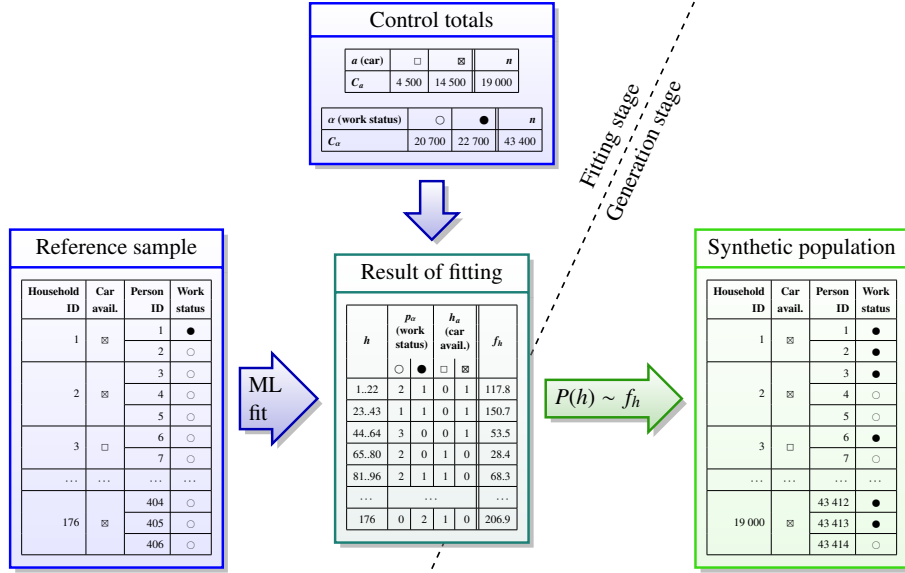 Control totals
a (car) □ ⊠ n
Cₐ 4 500 14 500 19 000
α (work status) ○ ● n
C_α 20 700 22 700 43 400
Fitting stage
Generation stage
Reference sample
Household ID Car avail. Person ID Work status
1 ⊠ 1 ●
2 ○
2 ⊠ 3 ○
4 ○
5 ○
3 □ 6 ○
7 ○
... ... ... ...
176 ⊠ 404 ○
405 ○
406 ○
ML
fit
Result of fitting
h p_α (work status) h_a (car avail.) f_h
○ ● □ ⊠
1..22 2 1 0 1 117.8
23..43 1 1 0 1 150.7
44..64 3 0 0 1 53.5
65..80 2 0 1 0 28.4
81..96 2 1 1 0 68.3
... ... ...
176 0 2 1 0 206.9
P(h) ∼ f_h
Synthetic population
Household ID Car avail. Person ID Work status
1 ⊠ 1 ●
2 ●
2 ⊠ 3 ●
4 ○
5 ○
3 □ 6 ●
7 ○
... ... ... ...
19 000 ⊠ 43 412 ●
43 413 ●
43 414 ○